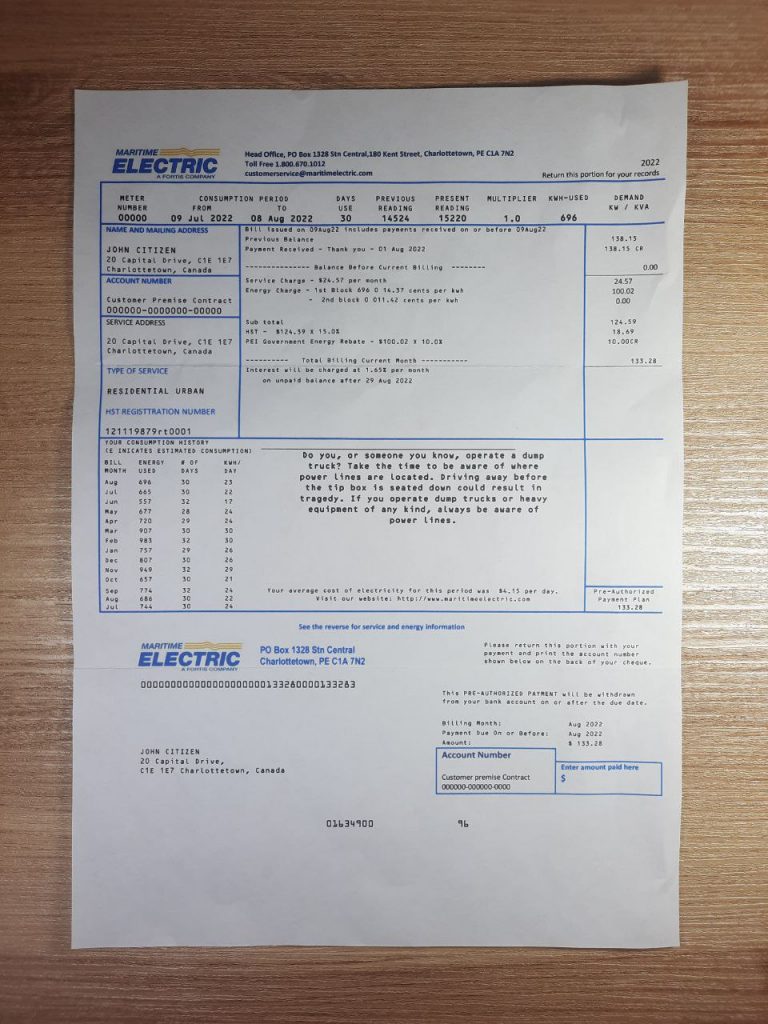 MARITIME
ELECTRIC
A FORTIS COMPANY
Head Office, PO Box 1328 Stn Central,180 Kent Street, Charlottetown, PE C1A 7N2
Toll Free 1.800.670.1012
customerservice@maritimelectric.com
2022
Return this portion for your records
METER CONSUMPTION PERIOD DAYS PREVIOUS PRESENT MULTIPLIER KWH-USED DEMAND
NUMBER FROM TO USE READING READING KW / KVA
00000 09 Jul 2022 08 Aug 2022 30 14524 15220 1.0 696
NAME AND MAILING ADDRESS
JOHN CITIZEN
20 Capital Drive, C1E 1E7
Charlottetown, Canada
ACCOUNT NUMBER
Customer Premise Contract
000000-0000000-00000
SERVICE ADDRESS
20 Capital Drive, C1E 1E7
Charlottetown, Canada
TYPE OF SERVICE
RESIDENTIAL URBAN
HST REGISTTRATION NUMBER
121119879rt0001
Bill issued on 09Aug22 includes payments received on or before 09Aug22
Previous Balance 138.15
Payment Received - Thank you - 01 Aug 2022 138.15 CR
--------------- Balance Before Current Billing -------- 0.00
Service Charge - $24.57 per month 24.57
Energy Charge - 1st Block 696 @ 14.37 cents per kwh 100.02
- 2nd block @ 011.42 cents per kwh 0.00
Sub total 124.59
HST - $124.39 X 15.0% 18.69
PEI Government Energy Rebate - $100.02 X 10.0% 10.00CR
---------- Total Billing Current Month ----------- 133.28
Interest will be charged at 1.65% per month
on unpaid balance after 29 Aug 2022
YOUR CONSUMPTION HISTORY
(E INICATES ESTIMATED CONSUMPTION)
BILL ENERGY # OF KWH/
MONTH USED DAYS DAY
Aug 696 30 23
Jul 665 30 22
Jun 557 32 17
May 677 28 24
Apr 720 29 24
Mar 907 30 30
Feb 983 32 30
Jan 757 29 26
Dec 807 30 26
Nov 949 32 29
Oct 657 30 21
Sep 774 32 24
Aug 686 30 22
Jul 744 30 24
Do you, or someone you know, operate a dump
truck? Take the time to be aware of where
power lines are located. Driving away before
the tip box is seated down could result in
tragedy. If you operate dump trucks or heavy
equipment of any kind, always be aware of
power lines.
Your average cost of electricity for this period was $4.15 per day.
Visit our website: http://www.maritimeelectric.com
Pre-Authorized
Payment Plan
133.28
See the reverse for service and energy information
MARITIME
ELECTRIC
A FORTIS COMPANY
PO Box 1328 Stn Central
Charlottetown, PE C1A 7N2
Please return this portion with your
payment and print the account number
shown below on the back of your cheque.
This PRE-AUTHORIZED PAYMENT will be withdrawn
from your bank account on or after the due date.
Billing Month: Aug 2022
Payment Due On or Before: Aug 2022
Amount: $ 133.28
JOHN CITIZEN
20 Capital Drive,
C1E 1E7 Charlottetown, Canada
Account Number
Customer premise Contract
000000-000000-0000
Enter amount paid here
$
01634900 96